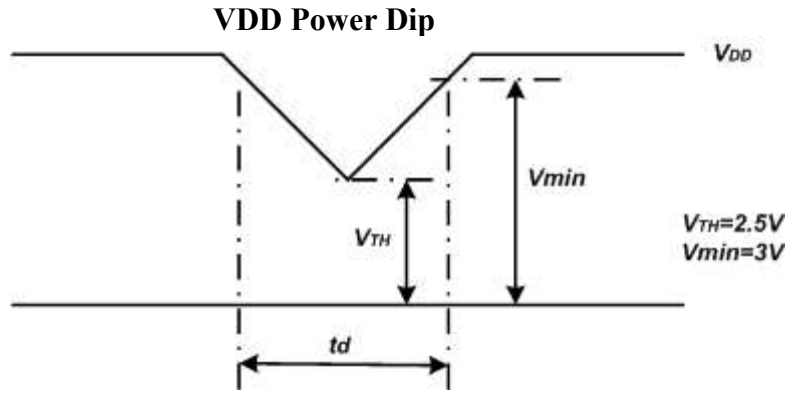 VDD Power Dip
VDD
Vmin
VTH
VTH=2.5V
Vmin=3V
td